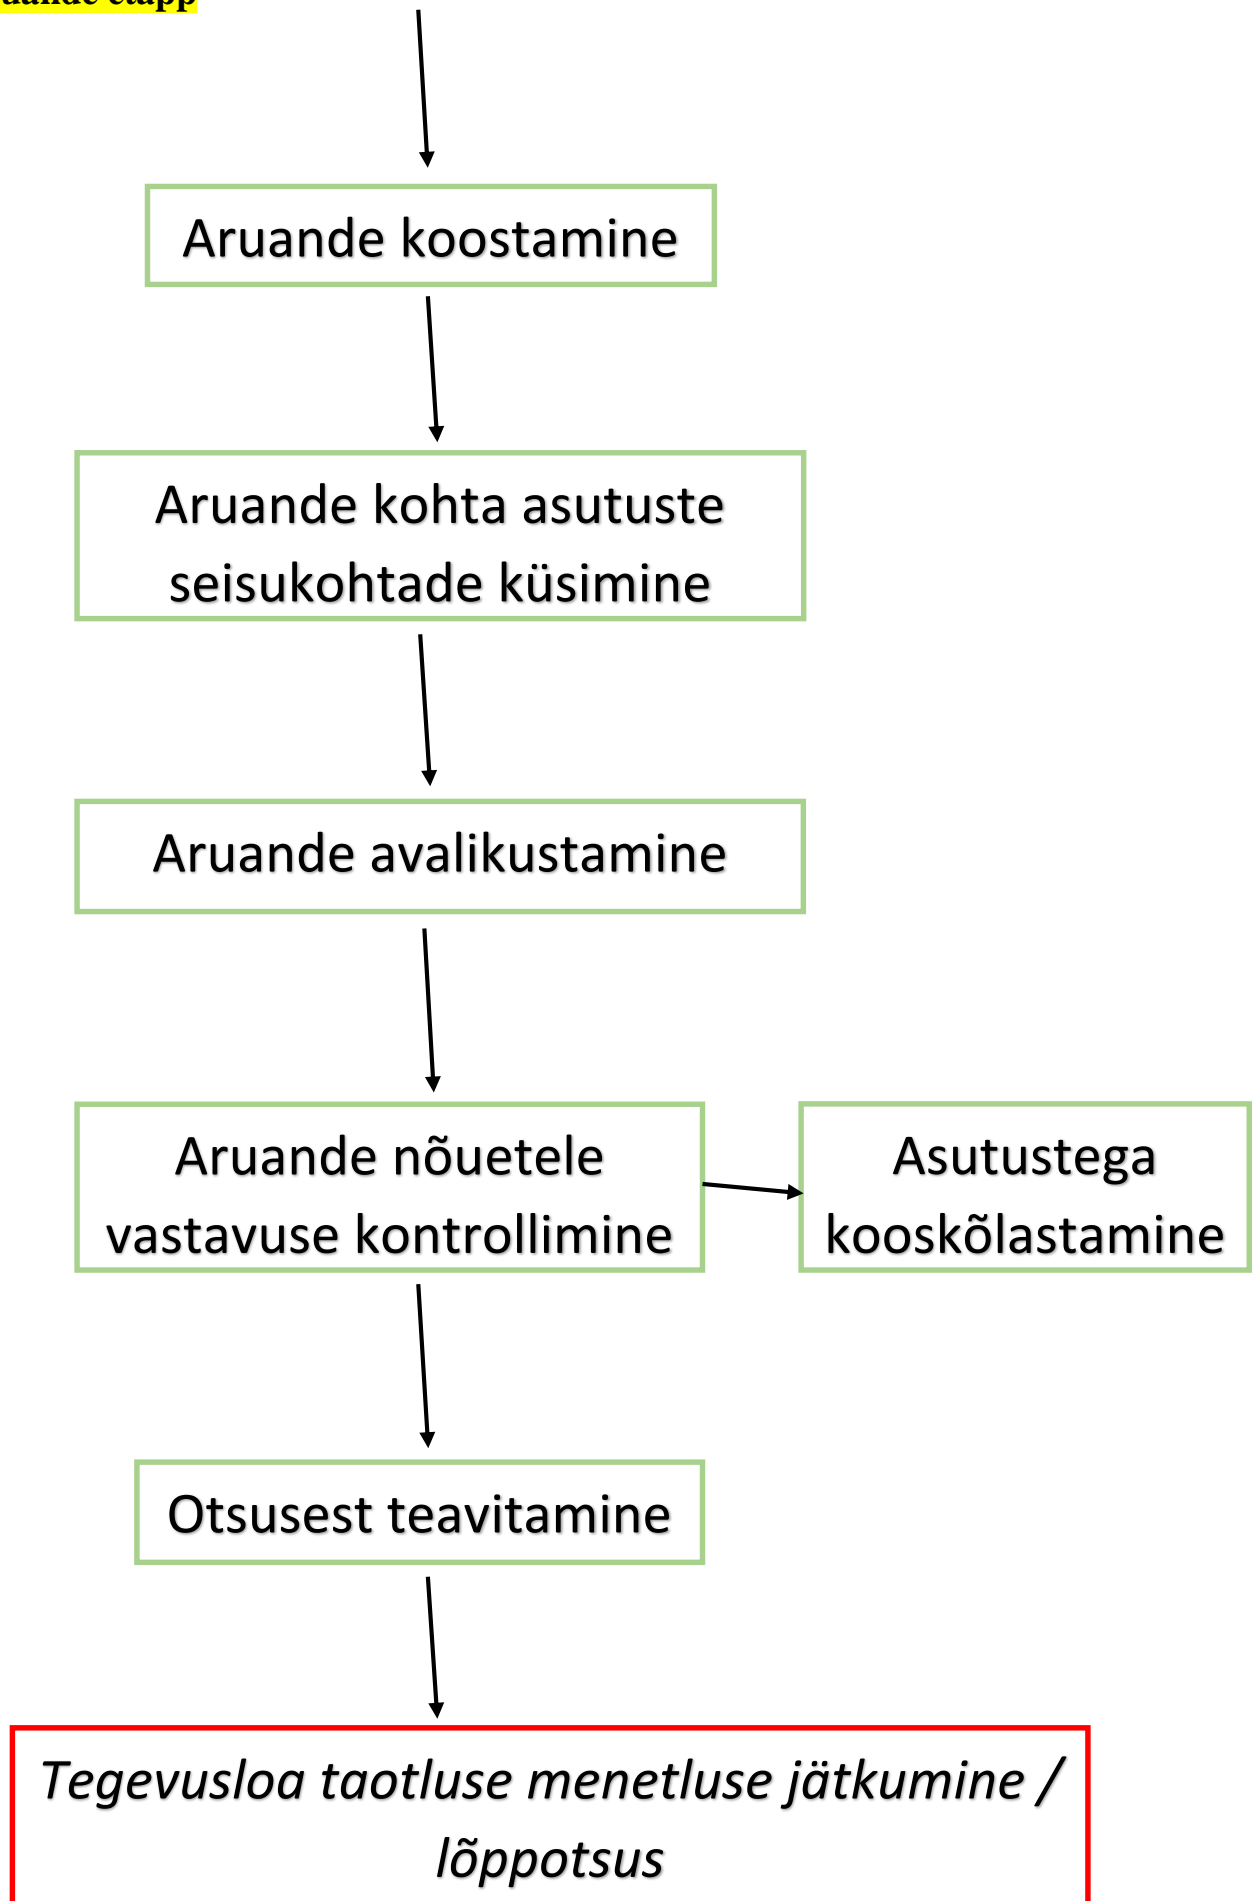 etapp
Aruande koostamine
Aruande kohta asutuste
seisukohtade küsimine
Aruande avalikustamine
Aruande nõuetele
vastavuse kontrollimine
Asutustega
kooskõlastamine
Otsusest teavitamine
Tegevusloa taotluse menetluse jätkumine /
lõppotsus